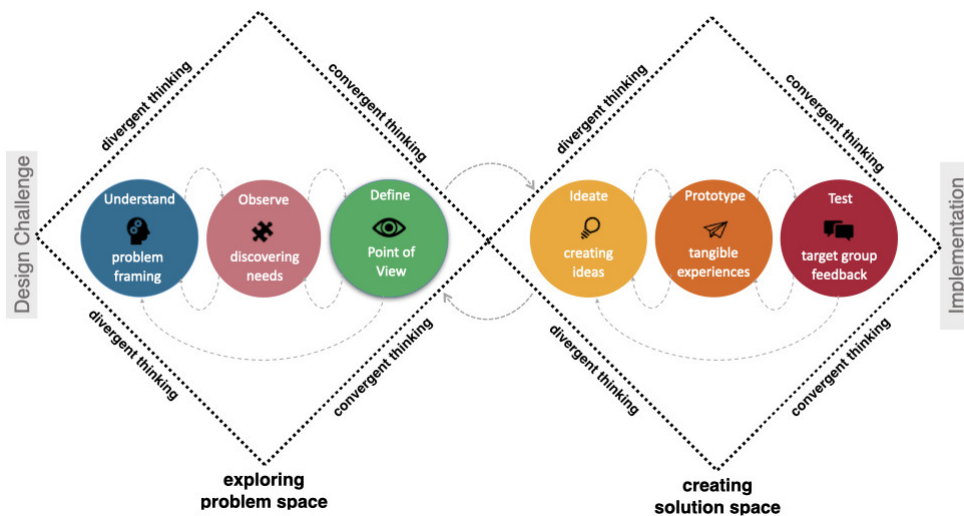 divergent thinking
convergent thinking
divergent thinking
convergent thinking
Design Challenge
Understand
problem
framing
Observe
discovering
needs
Define
Point of
View
Ideate
creating
ideas
Prototype
tangible
experiences
Test
target group
feedback
Implementation
divergent thinking
convergent thinking
divergent thinking
convergent thinking
exploring
problem space
creating
solution space